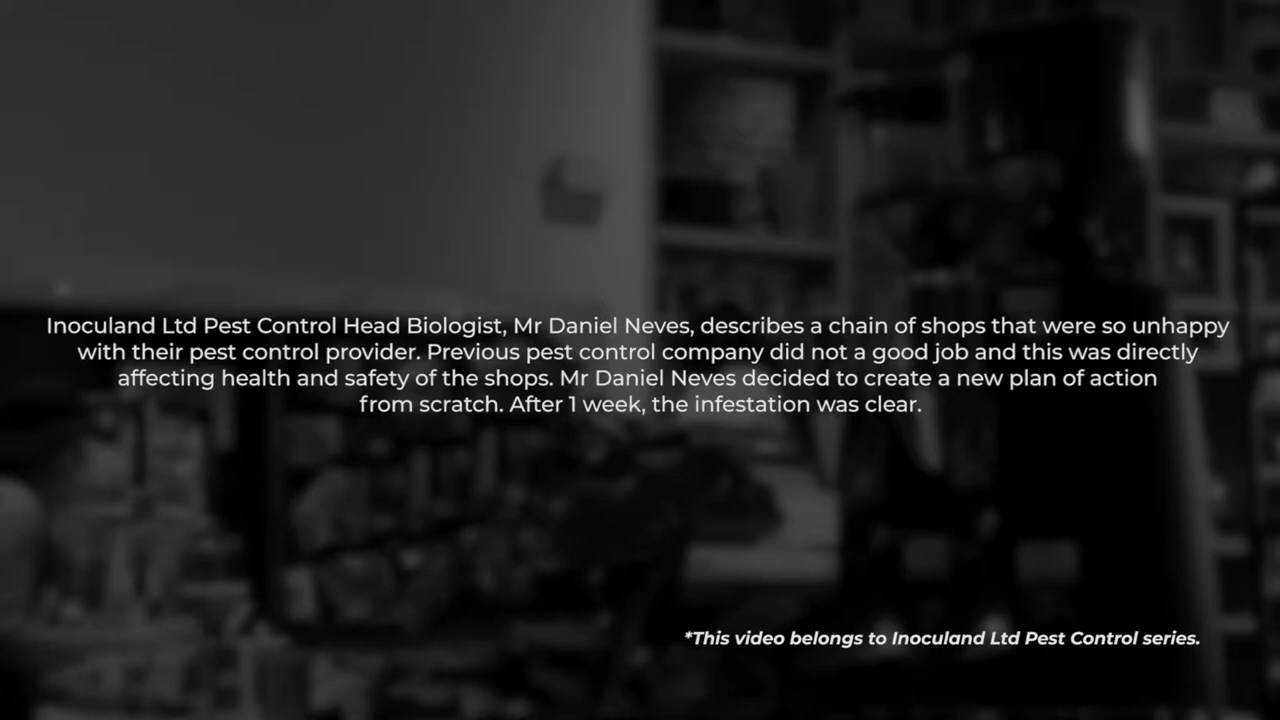 Inoculand Ltd Pest Control Head Biologist, Mr Daniel Neves, describes a chain of shops that were so unhappy
with their pest control provider. Previous pest control company did not a good job and this was directly
affecting health and safety of the shops. Mr Daniel Neves decided to create a new plan of action
from scratch. After 1 week, the infestation was clear.
*This video belongs to Inoculand Ltd Pest Control series.